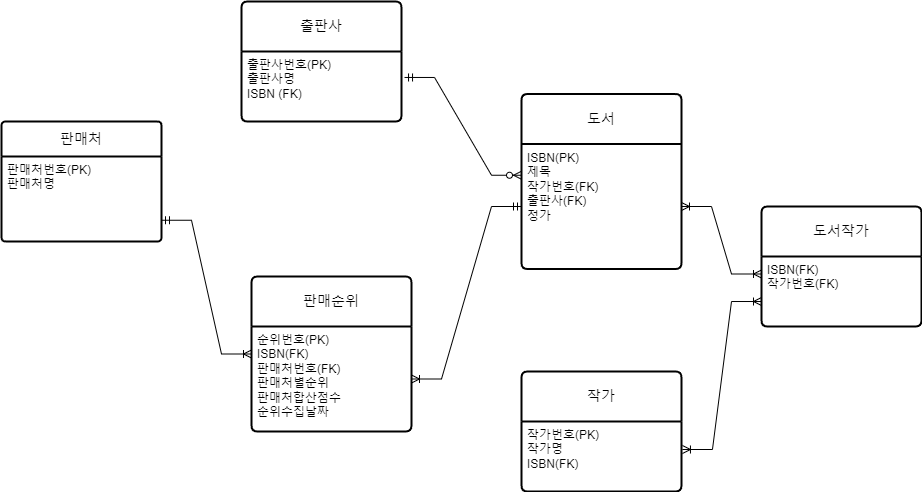 출판사
출판사번호(PK)
출판사명
ISBN (FK)
판매처
판매처번호(PK)
판매처명
도서
ISBN(PK)
제목
작가번호(FK)
출판사(FK)
정가
도서작가
ISBN(FK)
작가번호(FK)
판매순위
순위번호(PK)
ISBN(FK)
판매처번호(FK)
판매처별순위
판매처합산점수
순위수집날짜
작가
작가번호(PK)
작가명
ISBN(FK)